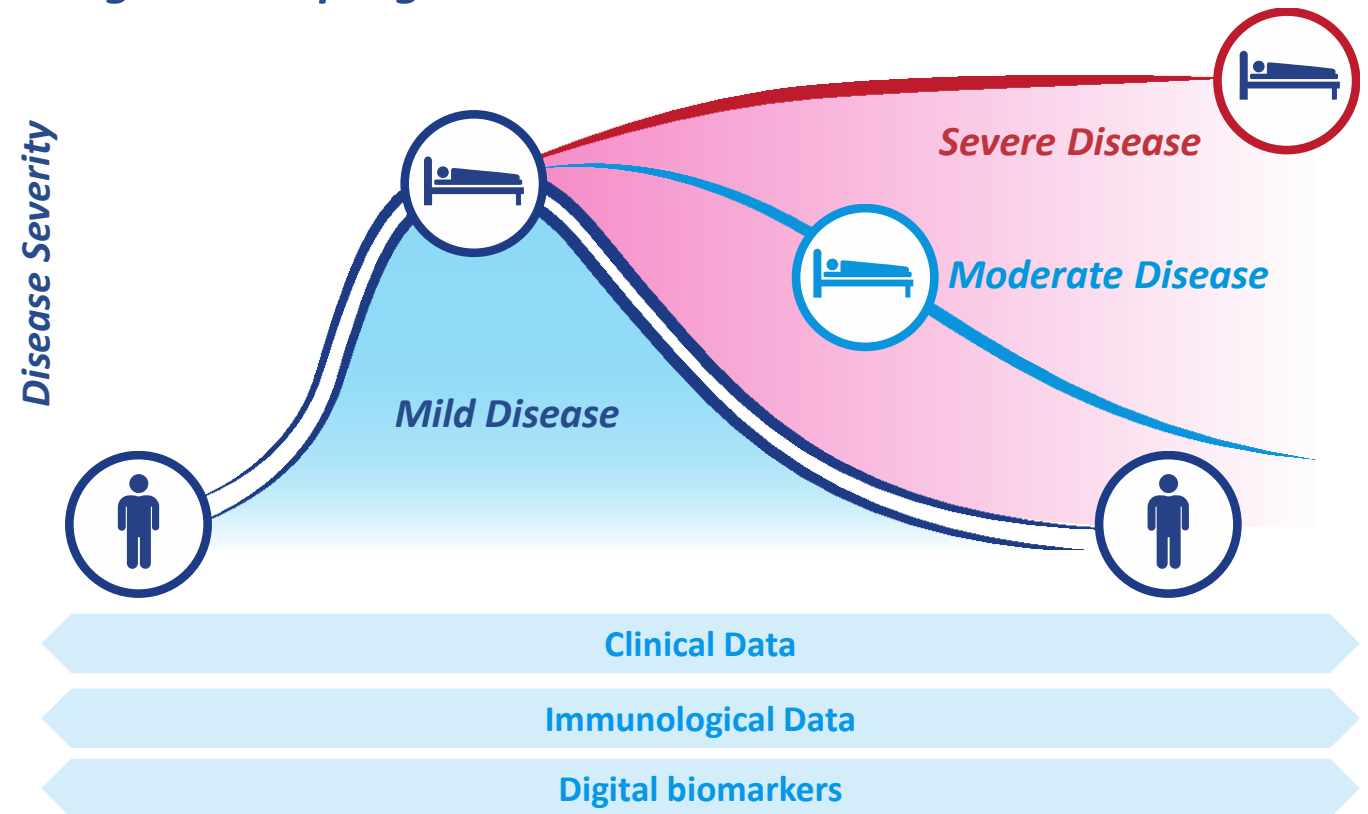 Disease Severity
Severe Disease
Moderate Disease
Mild Disease
Clinical Data
Immunological Data
Digital biomarkers